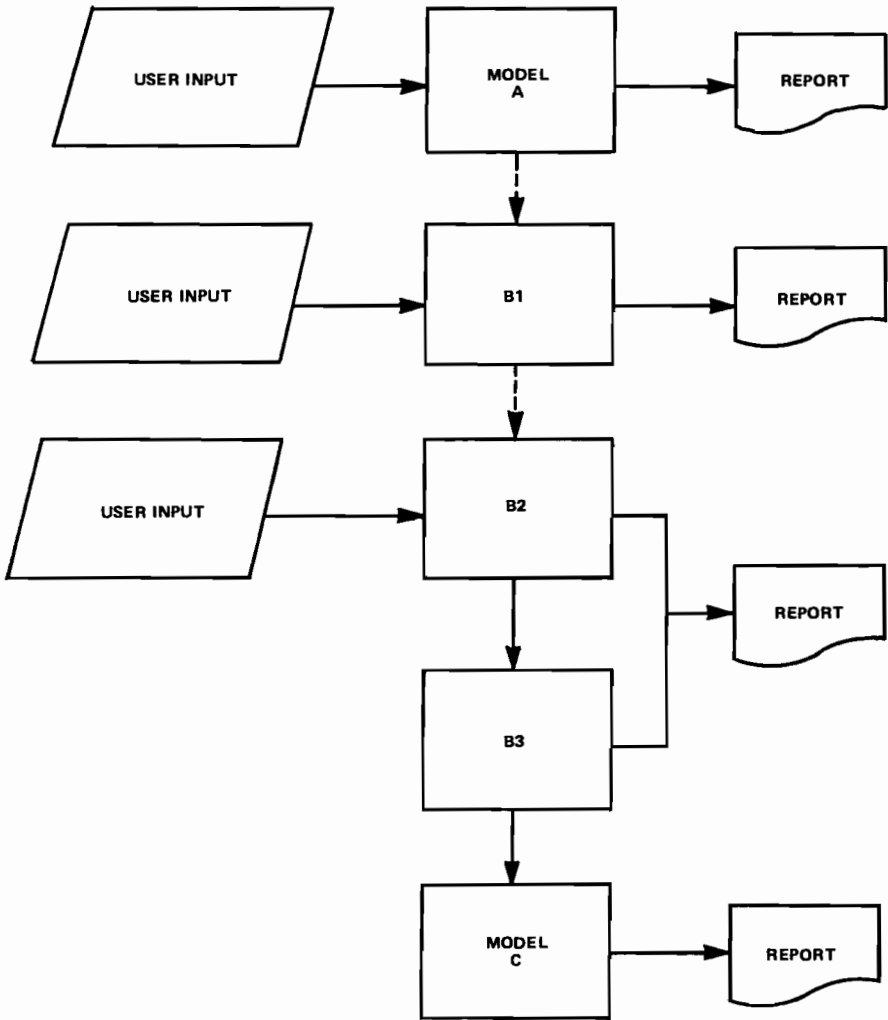 USER INPUT
MODEL
A
REPORT
USER INPUT
B1
REPORT
USER INPUT
B2
REPORT
B3
MODEL
C
REPORT